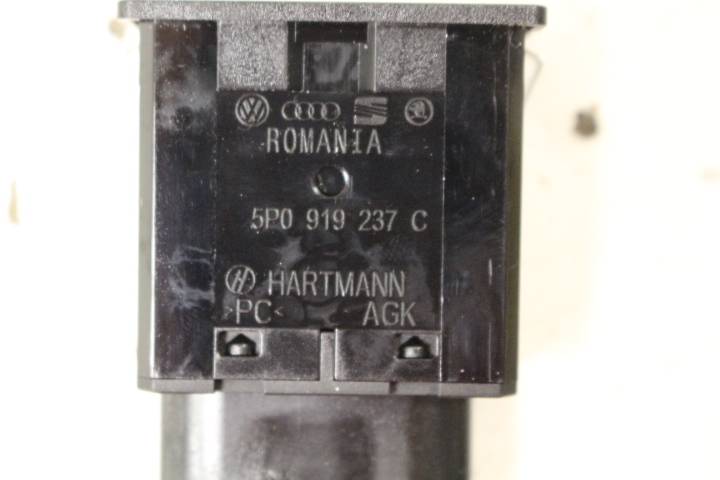 ROMANIA
5P0 919 237 C
H HARTMANN
>PC< AGK